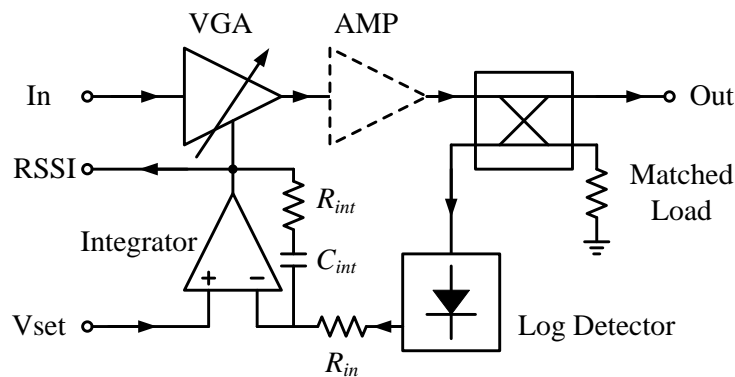 VGA
AMP
In
Out
RSSI
R_int
Matched
Load
Integrator
C_int
+ −
Vset
Log Detector
R_in